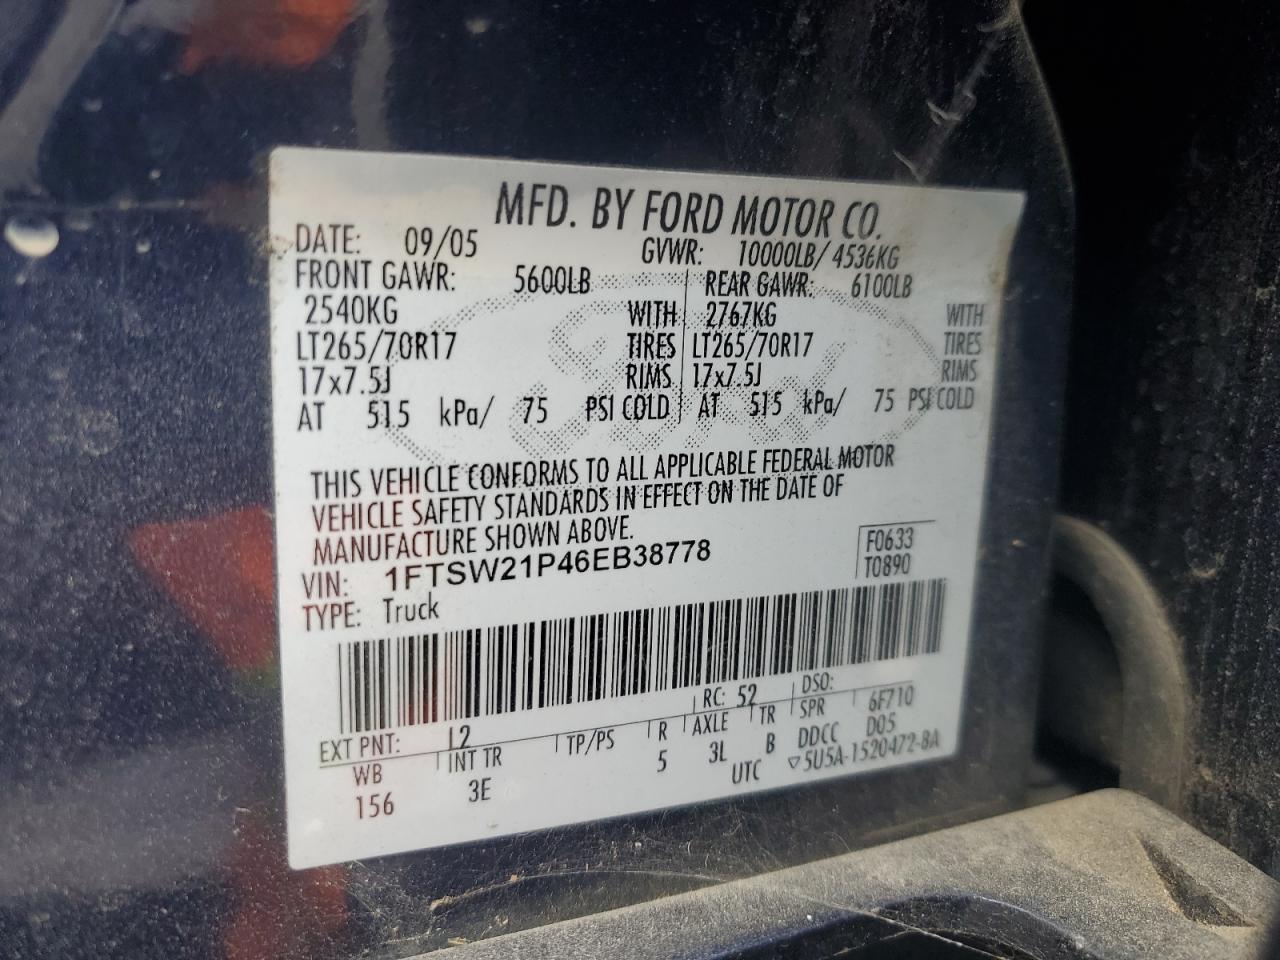 MFD. BY FORD MOTOR CO.
DATE: 09/05 GVWR: 10000LB/ 4536KG
FRONT GAWR: 5600LB REAR GAWR: 6100LB
2540KG WITH 2767KG WITH
LT265/70R17 TIRES LT265/70R17 TIRES
17x7.5J RIMS 17x7.5J RIMS
AT 515 kPa/ 75 PSI COLD AT 515 kPa/ 75 PSI COLD
THIS VEHICLE CONFORMS TO ALL APPLICABLE FEDERAL MOTOR
VEHICLE SAFETY STANDARDS IN EFFECT ON THE DATE OF
MANUFACTURE SHOWN ABOVE.
VIN: 1FTSW21P46EB38778 F0633
TYPE: Truck T0890
EXT PNT: L2 RC: 52 DSO:
WB INT TR TP/PS R AXLE TR SPR 6F710
156 3E 5 3L B DDCC D05
UTC ▽5U5A-1520472-BA